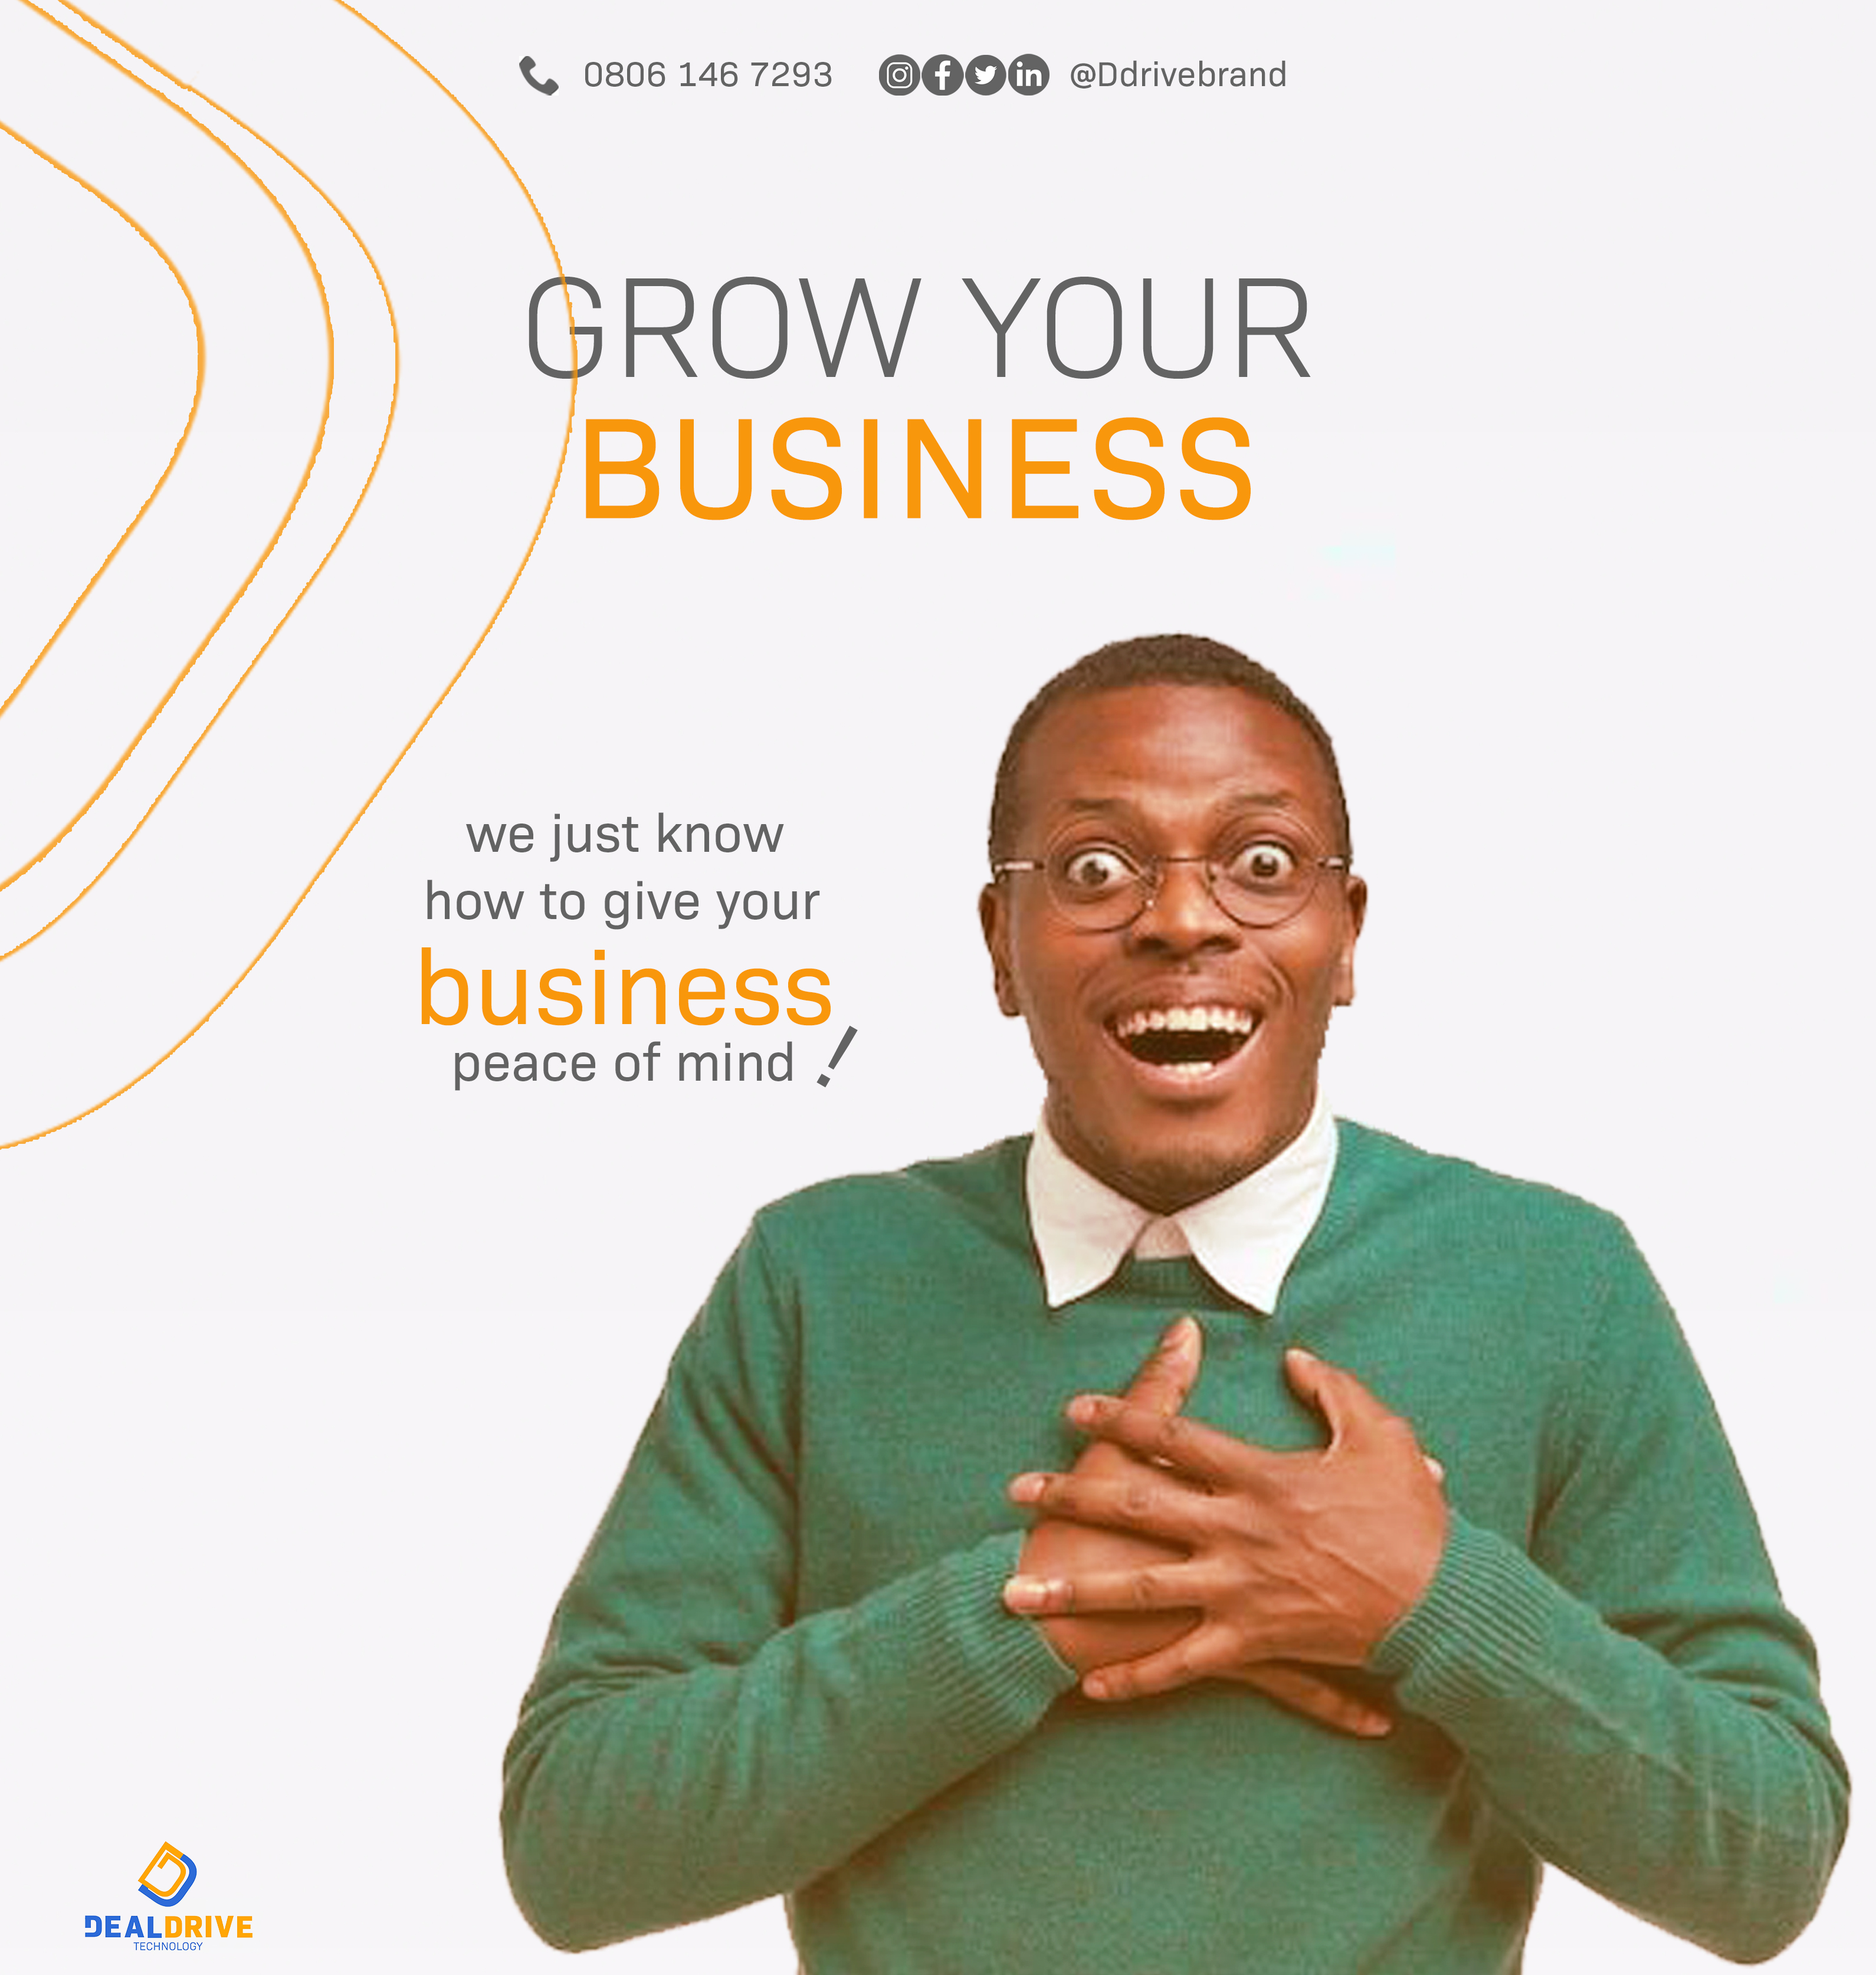 0806 146 7293 @Ddrivebrand
GROW YOUR
BUSINESS
we just know
how to give your
business
peace of mind !
DEALDRIVE
TECHNOLOGY